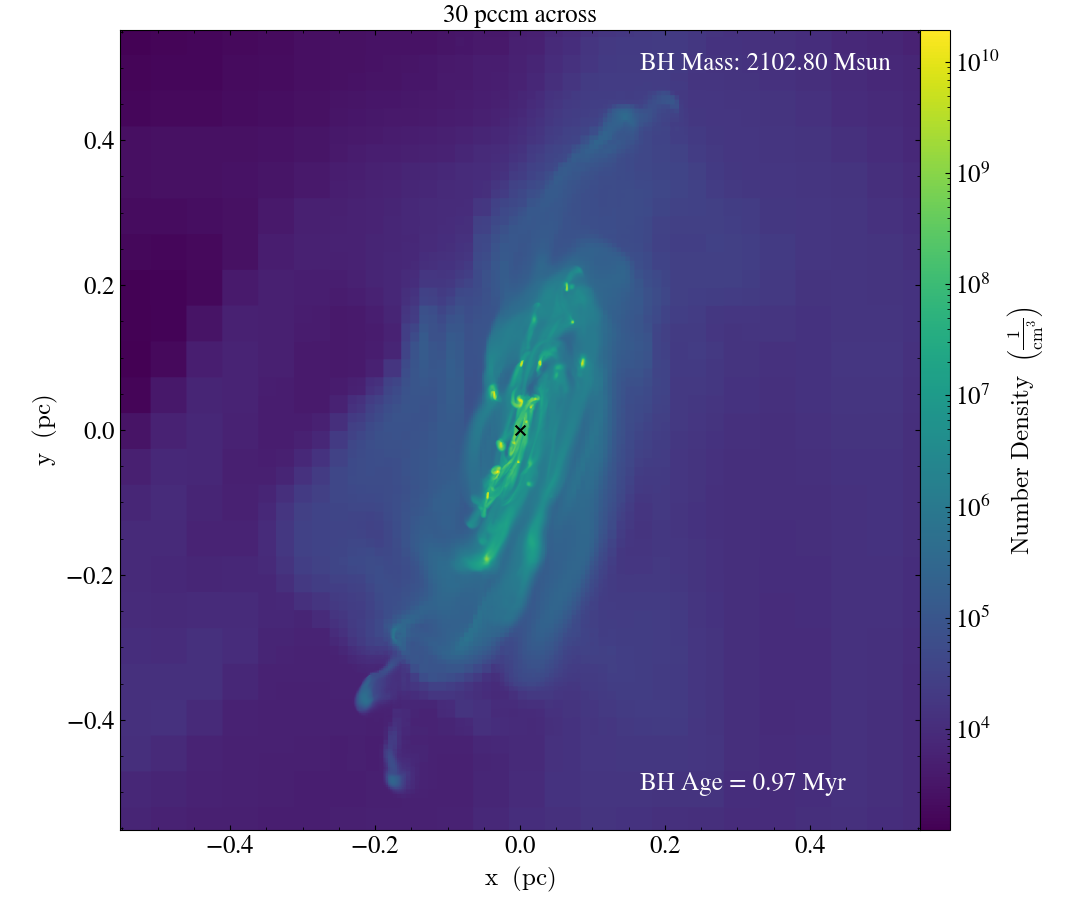 30 pccm across
BH Mass: 2102.80 Msun
BH Age = 0.97 Myr
0.4
0.2
0.0
−0.2
−0.4
y (pc)
−0.4
−0.2
0.0
0.2
0.4
x (pc)
10^10
10^9
10^8
10^7
10^6
10^5
10^4
Number Density (1/cm^3)